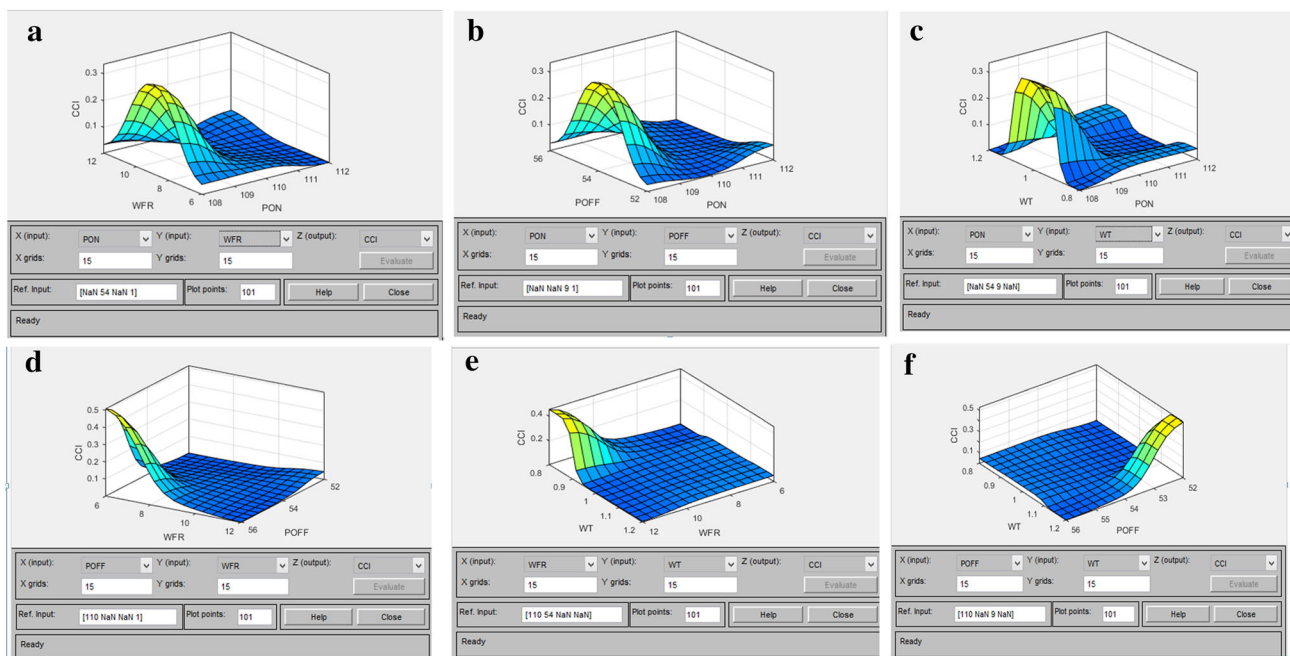 a
0.3
0.2
0.1
CCI
12
10
8
6
WFR
108
109
110
111
112
PON
X (input): PON Y (input): WFR Z (output): CCI
X grids: 15 Y grids: 15 Evaluate
Ref. Input: [NaN 54 NaN 1] Plot points: 101 Help Close
Ready
b
0.3
0.2
0.1
CCI
56
54
52
POFF
108
109
110
111
112
PON
X (input): PON Y (input): POFF Z (output): CCI
X grids: 15 Y grids: 15 Evaluate
Ref. Input: [NaN NaN 9 1] Plot points: 101 Help Close
Ready
c
0.3
0.2
0.1
CCI
1.2
1
0.8
WT
108
109
110
111
112
PON
X (input): PON Y (input): WT Z (output): CCI
X grids: 15 Y grids: 15 Evaluate
Ref. Input: [NaN 54 9 NaN] Plot points: 101 Help Close
Ready
d
0.5
0.4
0.3
0.2
0.1
CCI
6
8
10
12
WFR
56
54
52
POFF
X (input): POFF Y (input): WFR Z (output): CCI
X grids: 15 Y grids: 15 Evaluate
Ref. Input: [110 NaN NaN 1] Plot points: 101 Help Close
Ready
e
0.4
0.2
CCI
0.8
0.9
1
1.1
1.2
WT
12
10
8
6
WFR
X (input): WFR Y (input): WT Z (output): CCI
X grids: 15 Y grids: 15 Evaluate
Ref. Input: [110 54 NaN NaN] Plot points: 101 Help Close
Ready
f
0.5
0.3
0.2
0.1
CCI
0.8
0.9
1
1.1
1.2
WT
56
55
54
53
52
POFF
X (input): POFF Y (input): WT Z (output): CCI
X grids: 15 Y grids: 15 Evaluate
Ref. Input: [110 NaN 9 NaN] Plot points: 101 Help Close
Ready